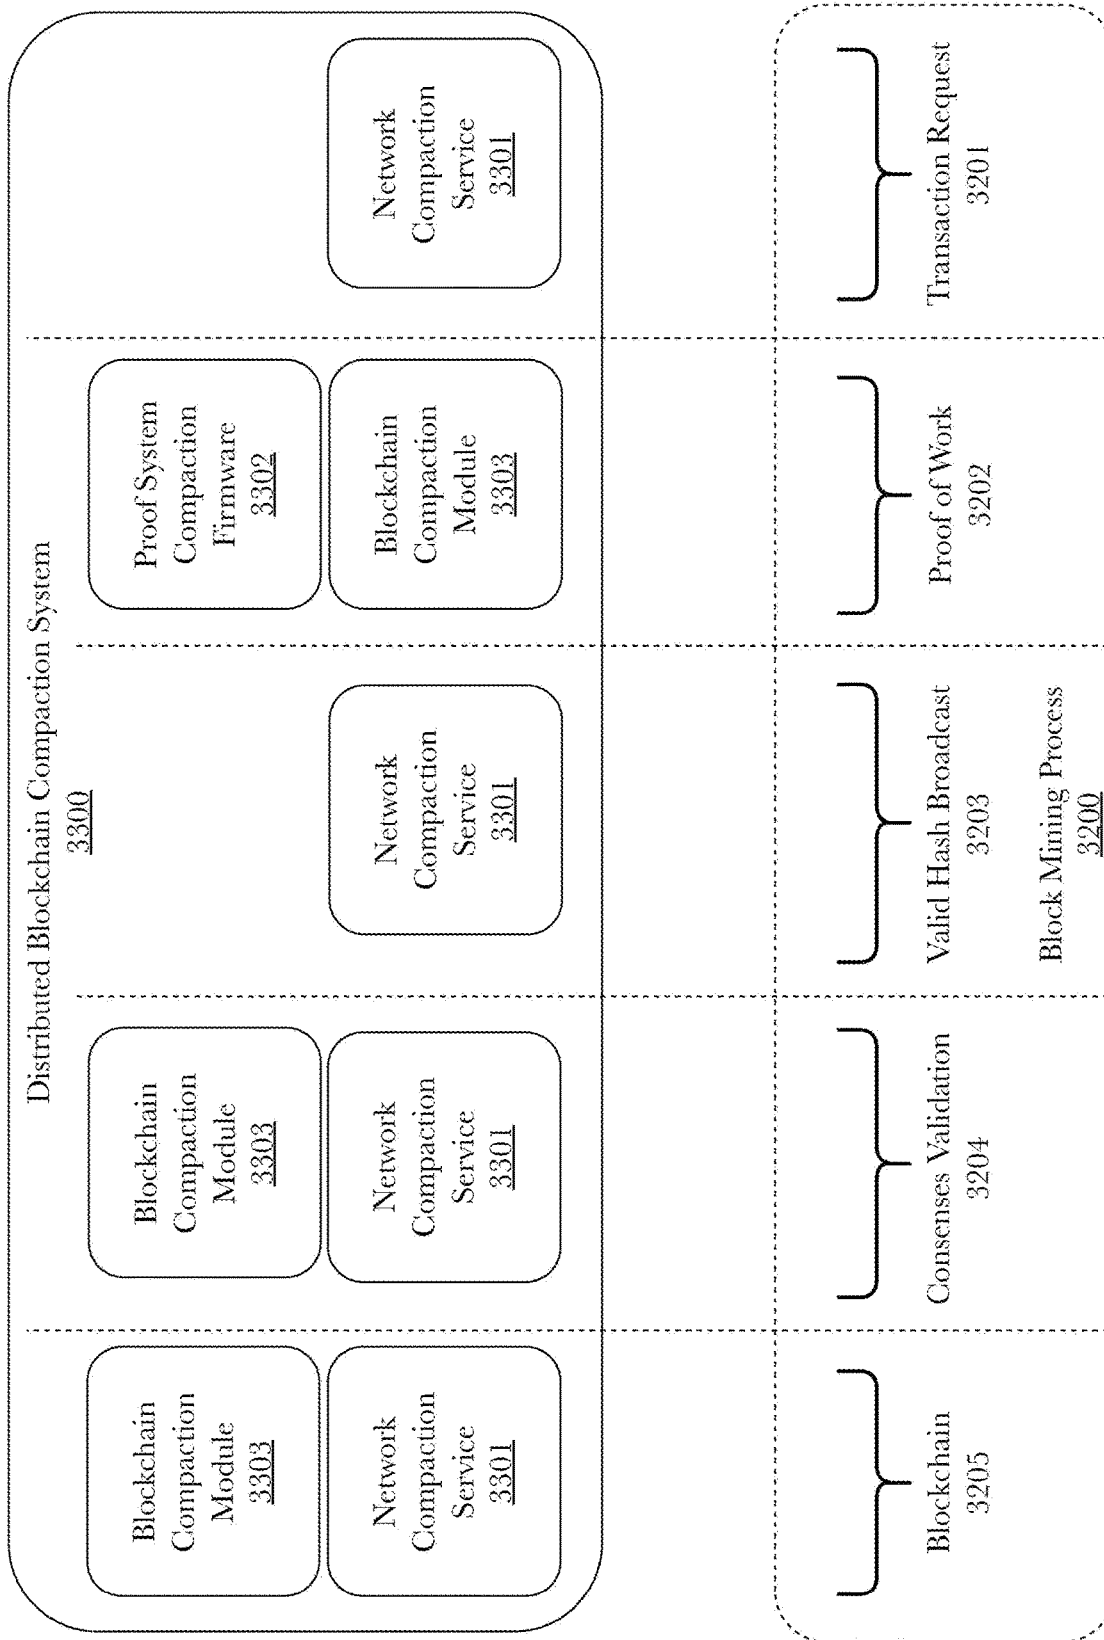 Distributed Blockchain Compaction System
3300
Blockchain
Compaction
Module
3303
Network
Compaction
Service
3301
Blockchain
Compaction
Module
3303
Network
Compaction
Service
3301
Network
Compaction
Service
3301
Proof System
Compaction
Firmware
3302
Blockchain
Compaction
Module
3303
Network
Compaction
Service
3301
Blockchain
3205
Consenses Validation
3204
Valid Hash Broadcast
3203
Proof of Work
3202
Transaction Request
3201
Block Mining Process
3200